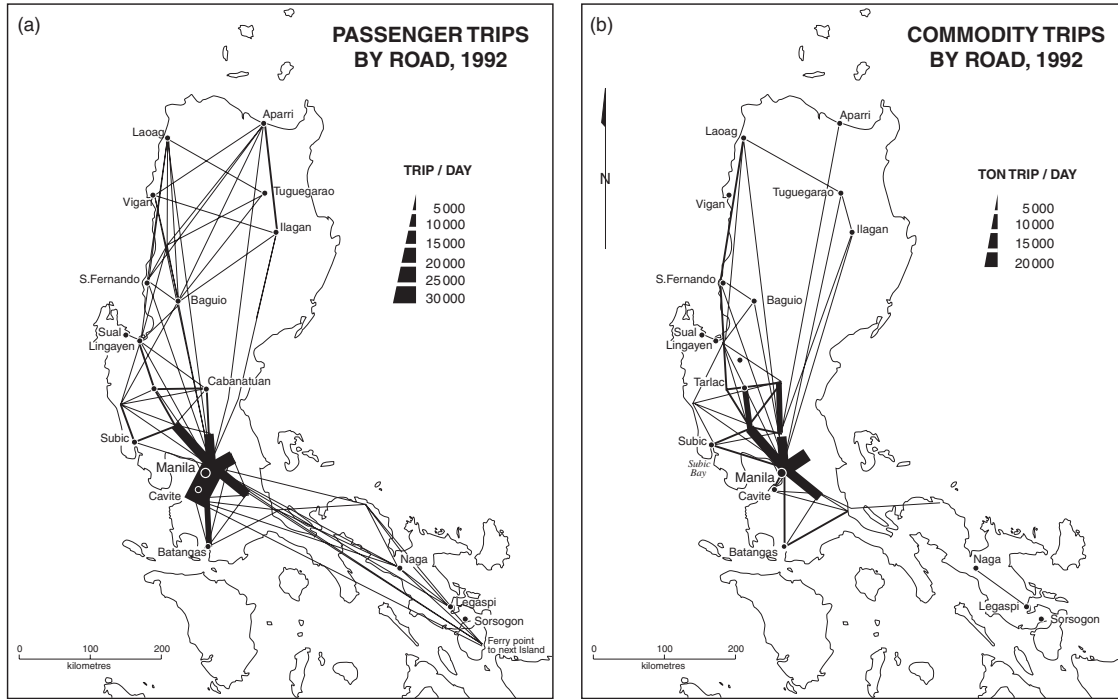 (a)
PASSENGER TRIPS
BY ROAD, 1992
Aparri
Laoag
TRIP / DAY
5 000
10 000
15 000
20 000
25 000
30 000
Tuguegarao
Vigan
Ilagan
S.Fernando
Baguio
Sual
Lingayen
Cabanatuan
Subic
Manila
Cavite
Batangas
Naga
Legaspi
Sorsogon
Ferry point
to next Island
0 100 200
kilometres
(b)
COMMODITY TRIPS
BY ROAD, 1992
N
Aparri
Laoag
TON TRIP / DAY
5 000
10 000
15 000
20 000
Tuguegarao
Vigan
Ilagan
S.Fernando
Baguio
Sual
Lingayen
Tarlac
Subic
Subic
Bay
Manila
Cavite
Batangas
Naga
Legaspi
Sorsogon
0 100 200
kilometres